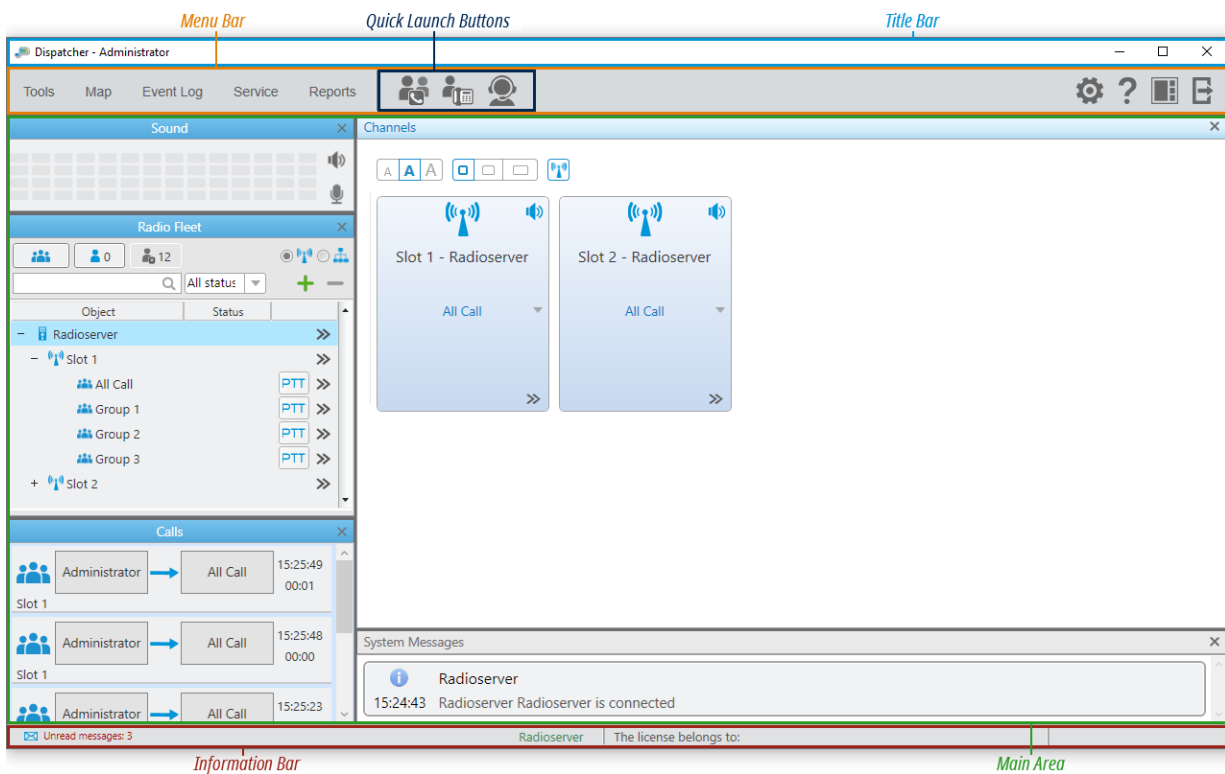 Menu Bar
Quick Launch Buttons
Title Bar
Dispatcher - Administrator
Tools Map Event Log Service Reports
Sound
Channels
A A A
Slot 1 - Radioserver
All Call
Slot 2 - Radioserver
All Call
Radio Fleet
0 12
All status
Object Status
Radioserver
Slot 1
All Call PTT
Group 1 PTT
Group 2 PTT
Group 3 PTT
Slot 2
Calls
Administrator All Call 15:25:49
00:01
Slot 1
Administrator All Call 15:25:48
00:00
Slot 1
Administrator All Call 15:25:23
System Messages
Radioserver
15:24:43 Radioserver Radioserver is connected
Unread messages: 3 Radioserver The license belongs to:
Information Bar
Main Area